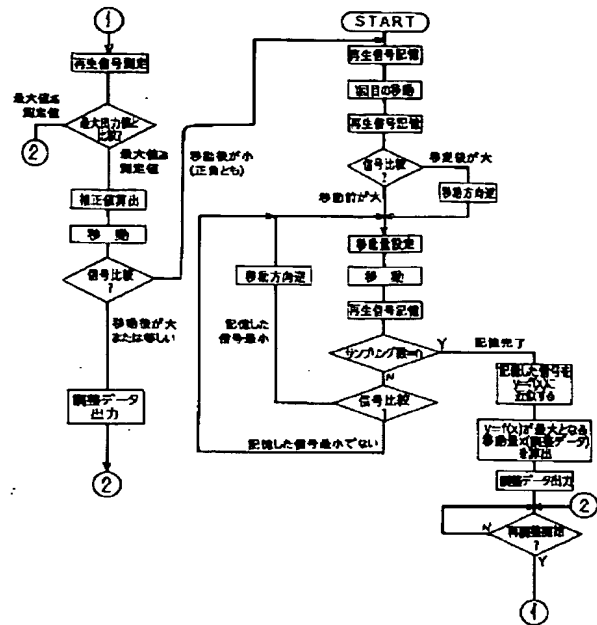 1
再生信号測定
最大値≦
測定値
最大出力値と
比較?
2
最大値≧
測定値
補正値算出
移動
信号比較
?
移動後が小
(正負とも)
移動後が大
または等しい
調整データ
出力
2
START
再生信号記憶
1回目の移動
再生信号記憶
信号比較
?
移動後が大
移動前が大
移動方向逆
移動量設定
移動
再生信号記憶
移動方向逆
記憶した
信号最小
サンプリング数=n
Y
記憶完了
N
信号比較
記憶した信号最小でない
記憶した信号を
y=f(x)に
近似する
y=f(x)が最大となる
移動量x(調整データ)
を算出
調整データ出力
2
再調整開始
?
N
Y
1